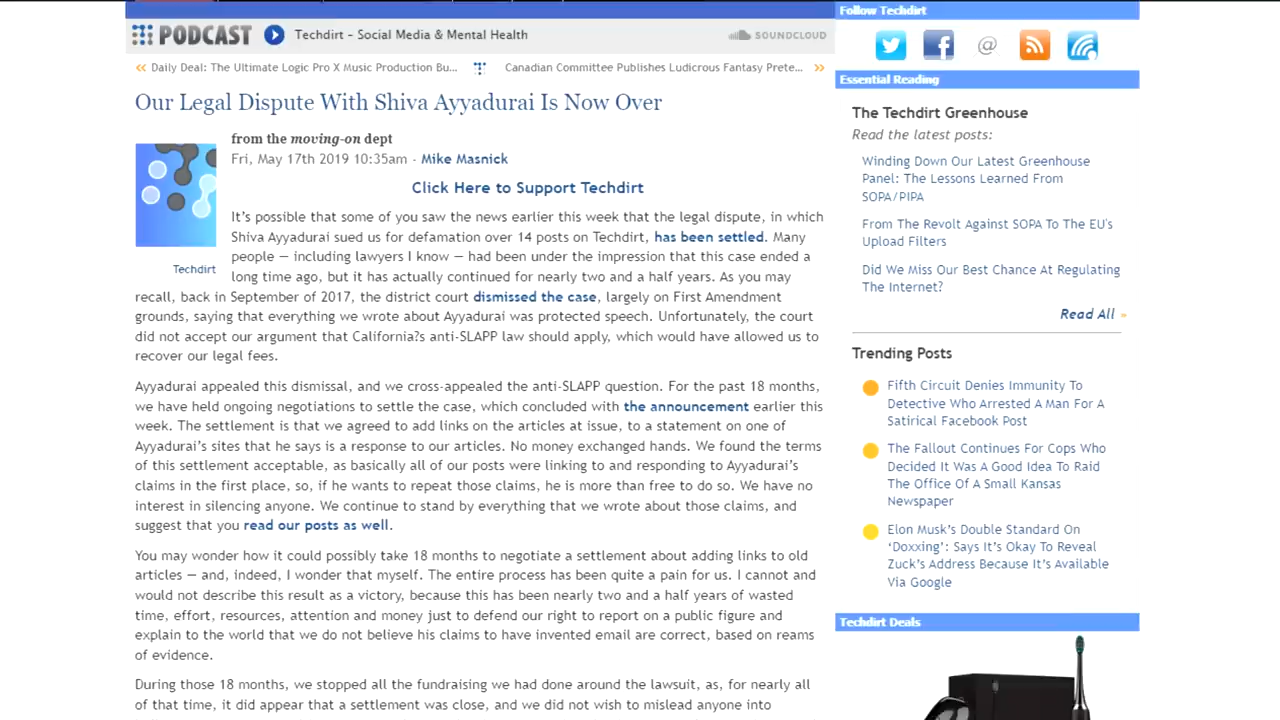 PODCAST Techdirt – Social Media & Mental Health SOUNDCLOUD
« Daily Deal: The Ultimate Logic Pro X Music Production Bu... Canadian Committee Publishes Ludicrous Fantasy Prete... »
Our Legal Dispute With Shiva Ayyadurai Is Now Over
Techdirt
from the moving-on dept
Fri, May 17th 2019 10:35am - Mike Masnick
Click Here to Support Techdirt
It's possible that some of you saw the news earlier this week that the legal dispute, in which
Shiva Ayyadurai sued us for defamation over 14 posts on Techdirt, has been settled. Many
people — including lawyers I know — had been under the impression that this case ended a
long time ago, but it has actually continued for nearly two and a half years. As you may
recall, back in September of 2017, the district court dismissed the case, largely on First Amendment
grounds, saying that everything we wrote about Ayyadurai was protected speech. Unfortunately, the court
did not accept our argument that California?s anti-SLAPP law should apply, which would have allowed us to
recover our legal fees.
Ayyadurai appealed this dismissal, and we cross-appealed the anti-SLAPP question. For the past 18 months,
we have held ongoing negotiations to settle the case, which concluded with the announcement earlier this
week. The settlement is that we agreed to add links on the articles at issue, to a statement on one of
Ayyadurai's sites that he says is a response to our articles. No money exchanged hands. We found the terms
of this settlement acceptable, as basically all of our posts were linking to and responding to Ayyadurai's
claims in the first place, so, if he wants to repeat those claims, he is more than free to do so. We have no
interest in silencing anyone. We continue to stand by everything that we wrote about those claims, and
suggest that you read our posts as well.
You may wonder how it could possibly take 18 months to negotiate a settlement about adding links to old
articles — and, indeed, I wonder that myself. The entire process has been quite a pain for us. I cannot and
would not describe this result as a victory, because this has been nearly two and a half years of wasted
time, effort, resources, attention and money just to defend our right to report on a public figure and
explain to the world that we do not believe his claims to have invented email are correct, based on reams
of evidence.
During those 18 months, we stopped all the fundraising we had done around the lawsuit, as, for nearly all
of that time, it did appear that a settlement was close, and we did not wish to mislead anyone into
Follow Techdirt
Essential Reading
The Techdirt Greenhouse
Read the latest posts:
Winding Down Our Latest Greenhouse
Panel: The Lessons Learned From
SOPA/PIPA
From The Revolt Against SOPA To The EU's
Upload Filters
Did We Miss Our Best Chance At Regulating
The Internet?
Read All »
Trending Posts
Fifth Circuit Denies Immunity To
Detective Who Arrested A Man For A
Satirical Facebook Post
The Fallout Continues For Cops Who
Decided It Was A Good Idea To Raid
The Office Of A Small Kansas
Newspaper
Elon Musk's Double Standard On
'Doxxing': Says It's Okay To Reveal
Zuck's Address Because It's Available
Via Google
Techdirt Deals